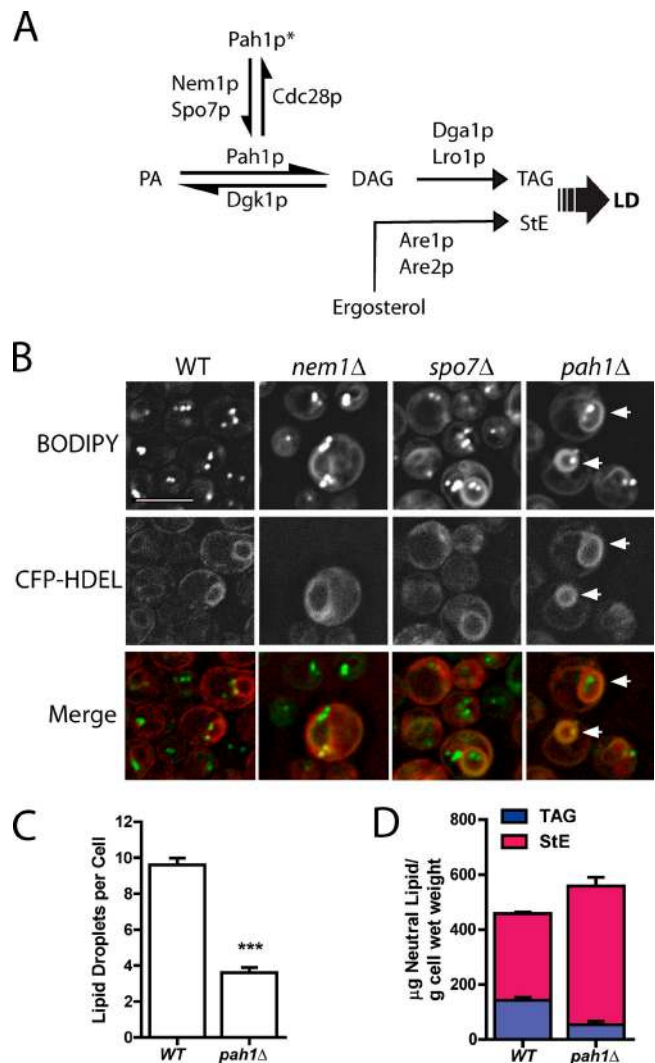 A
Pah1p*
Nem1p
Spo7p
Cdc28p
Pah1p
PA
DAG
Dgk1p
Dga1p
Lro1p
TAG
StE
LD
Are1p
Are2p
Ergosterol
B
WT
nem1Δ
spo7Δ
pah1Δ
BODIPY
CFP-HDEL
Merge
C
Lipid Droplets per Cell
12
10
8
6
4
2
0
***
WT
pah1Δ
D
TAG
StE
μg Neutral Lipid/
g cell wet weight
800
600
400
200
0
WT
pah1Δ